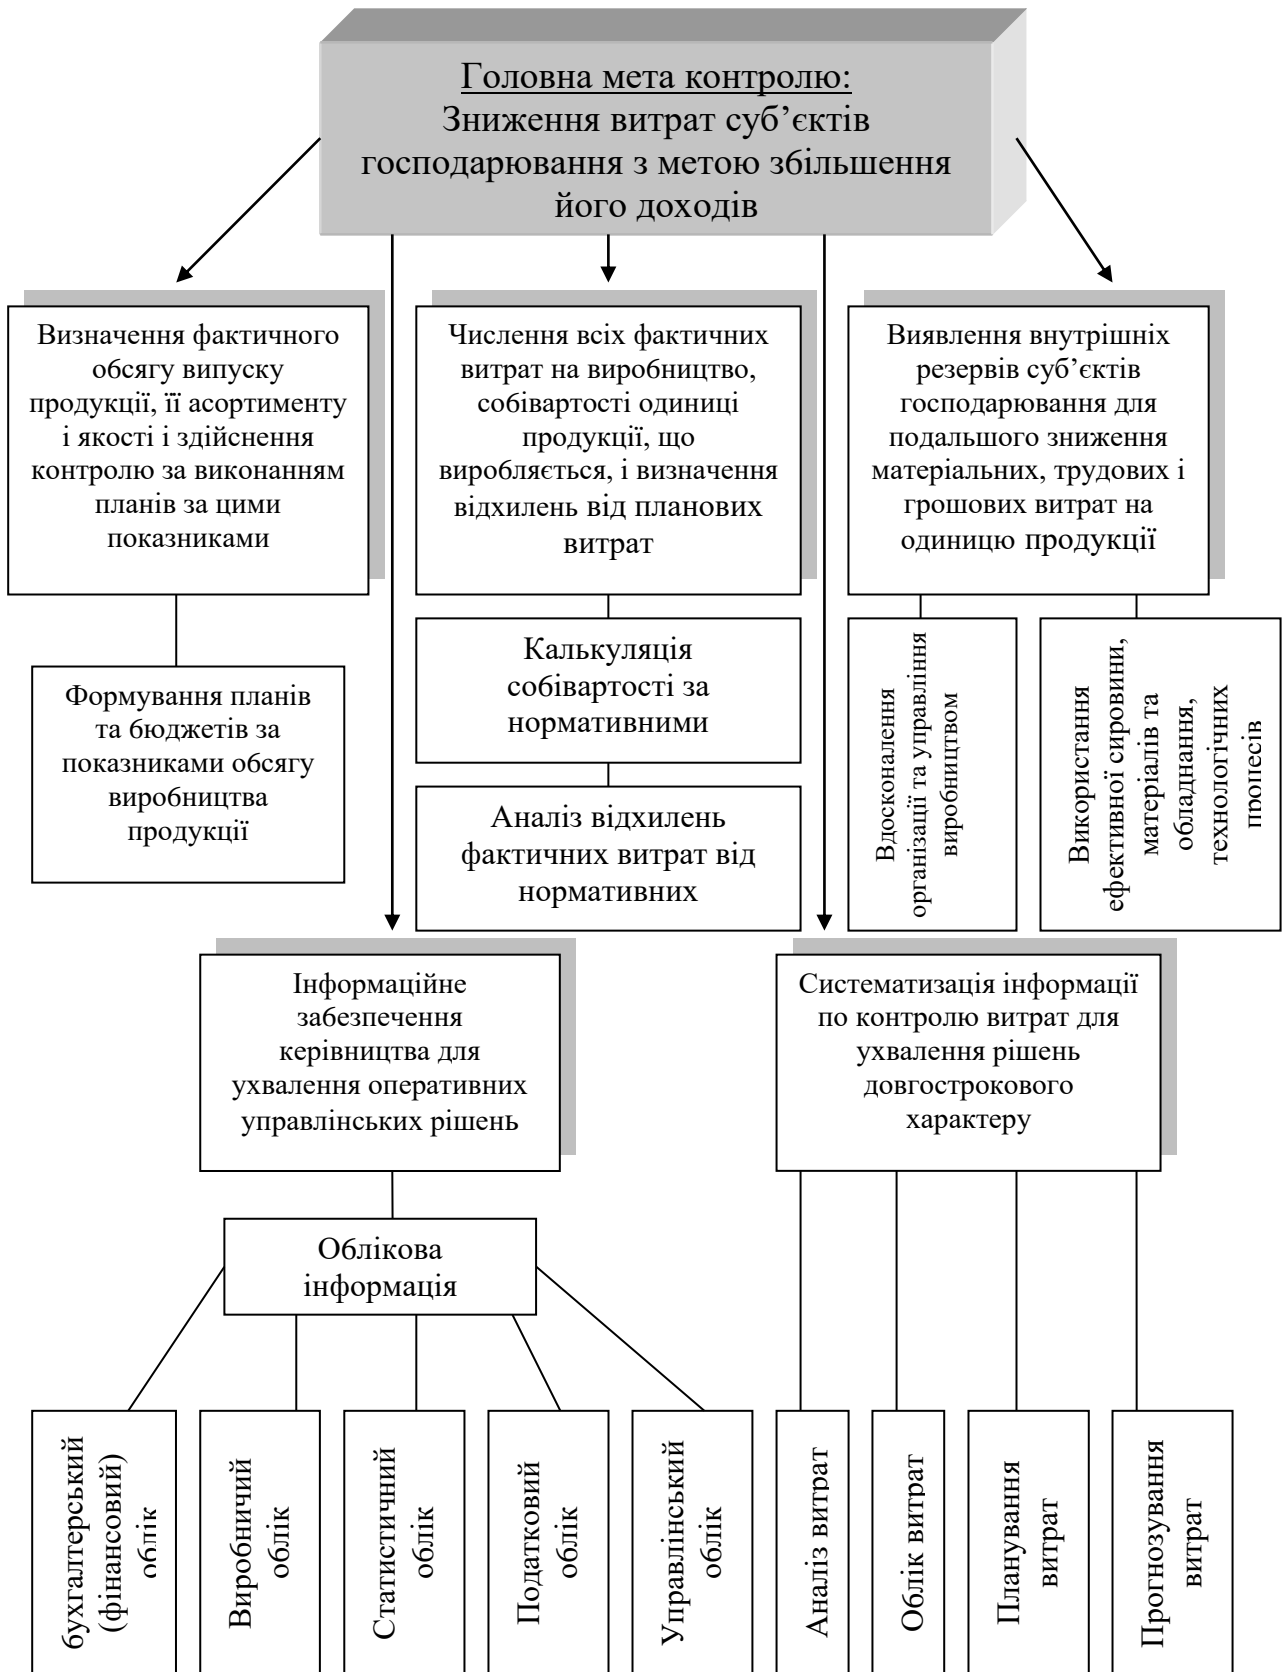 Головна мета контролю:
Зниження витрат суб’єктів
господарювання з метою збільшення
його доходів
Визначення фактичного
обсягу випуску
продукції, її асортименту
і якості і здійснення
контролю за виконанням
планів за цими
показниками
Числення всіх фактичних
витрат на виробництво,
собівартості одиниці
продукції, що
виробляється, і визначення
відхилень від планових
витрат
Виявлення внутрішніх
резервів суб’єктів
господарювання для
подальшого зниження
матеріальних, трудових і
грошових витрат на
одиницю продукції
Формування планів
та бюджетів за
показниками обсягу
виробництва
продукції
Калькуляція
собівартості за
нормативними
Аналіз відхилень
фактичних витрат від
нормативних
Вдосконалення
організації та управління
виробництвом
Використання
ефективної сировини,
матеріалів та
обладнання,
технологічних
процесів
Інформаційне
забезпечення
керівництва для
ухвалення оперативних
управлінських рішень
Систематизація інформації
по контролю витрат для
ухвалення рішень
довгострокового
характеру
Облікова
інформація
бухгалтерський
(фінансовий)
облік
Виробничий
облік
Статистичний
облік
Податковий
облік
Управлінський
облік
Аналіз витрат
Облік витрат
Планування
витрат
Прогнозування
витрат